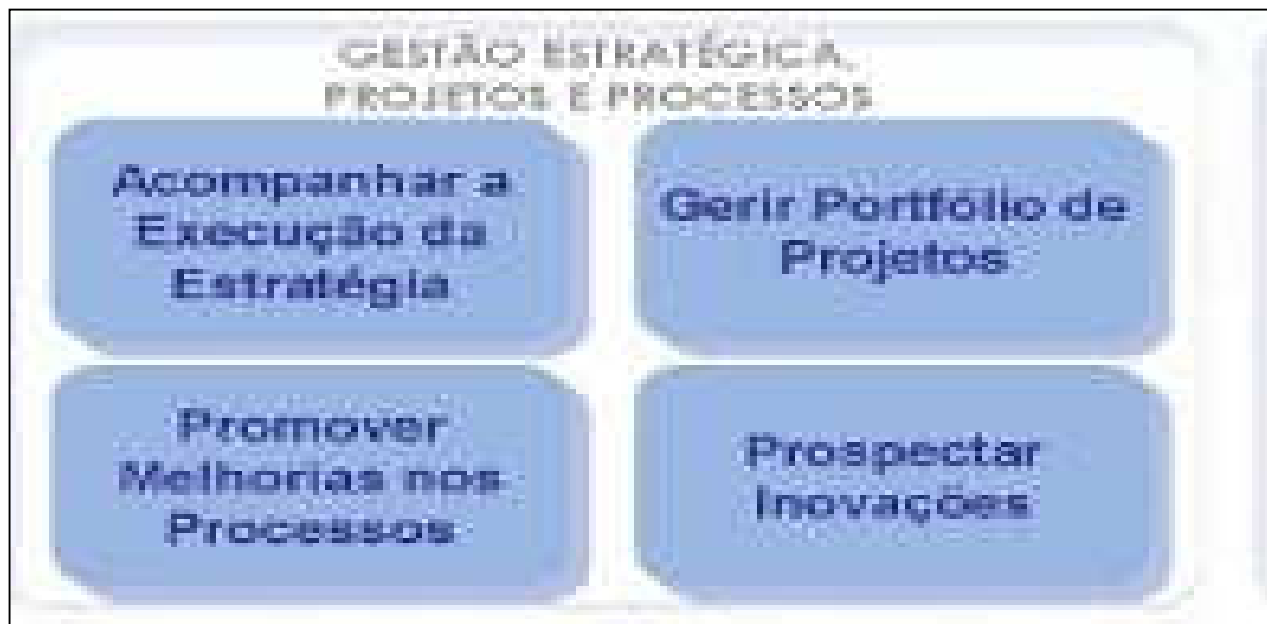 GESTÃO ESTRATÉGICA,
PROJETOS E PROCESSOS
Acompanhar a
Execução da
Estratégia
Gerir Portfólio de
Projetos
Promover
Melhorias nos
Processos
Prospectar
Inovações